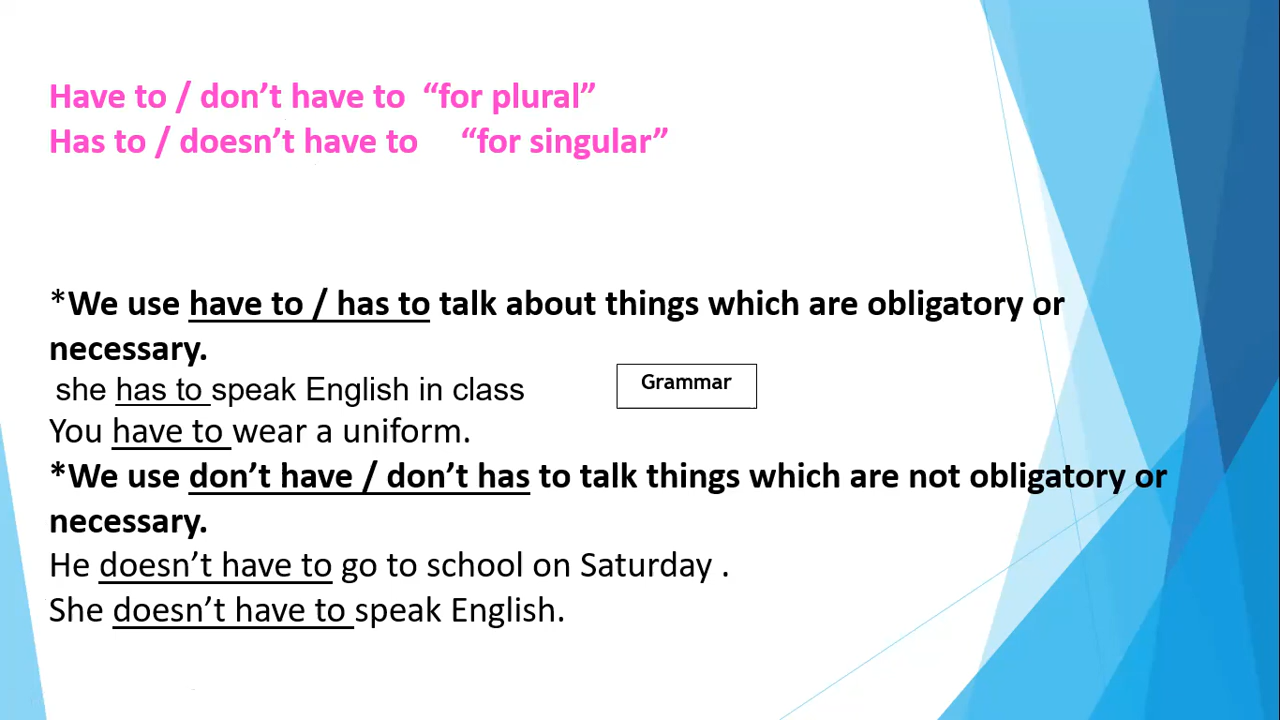 Have to / don’t have to “for plural”
Has to / doesn’t have to “for singular”
*We use have to / has to talk about things which are obligatory or
necessary.
she has to speak English in class
Grammar
You have to wear a uniform.
*We use don’t have / don’t has to talk things which are not obligatory or
necessary.
He doesn’t have to go to school on Saturday .
She doesn’t have to speak English.